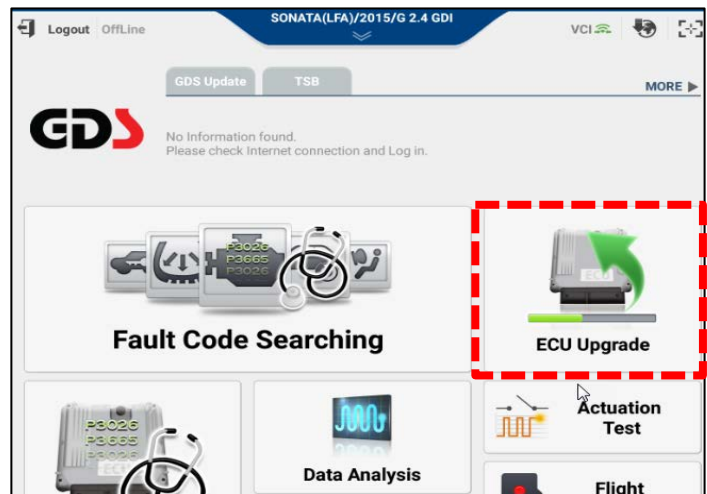 Logout OffLine
SONATA(LFA)/2015/G 2.4 GDI
VCI
GDS Update
TSB
MORE
GDS
No Information found.
Please check Internet connection and Log in.
P3026
P3665
P3026
ECU
Fault Code Searching
ECU Upgrade
P3026
P3665
P3026
ECU
Data Analysis
Actuation
Test
Flight